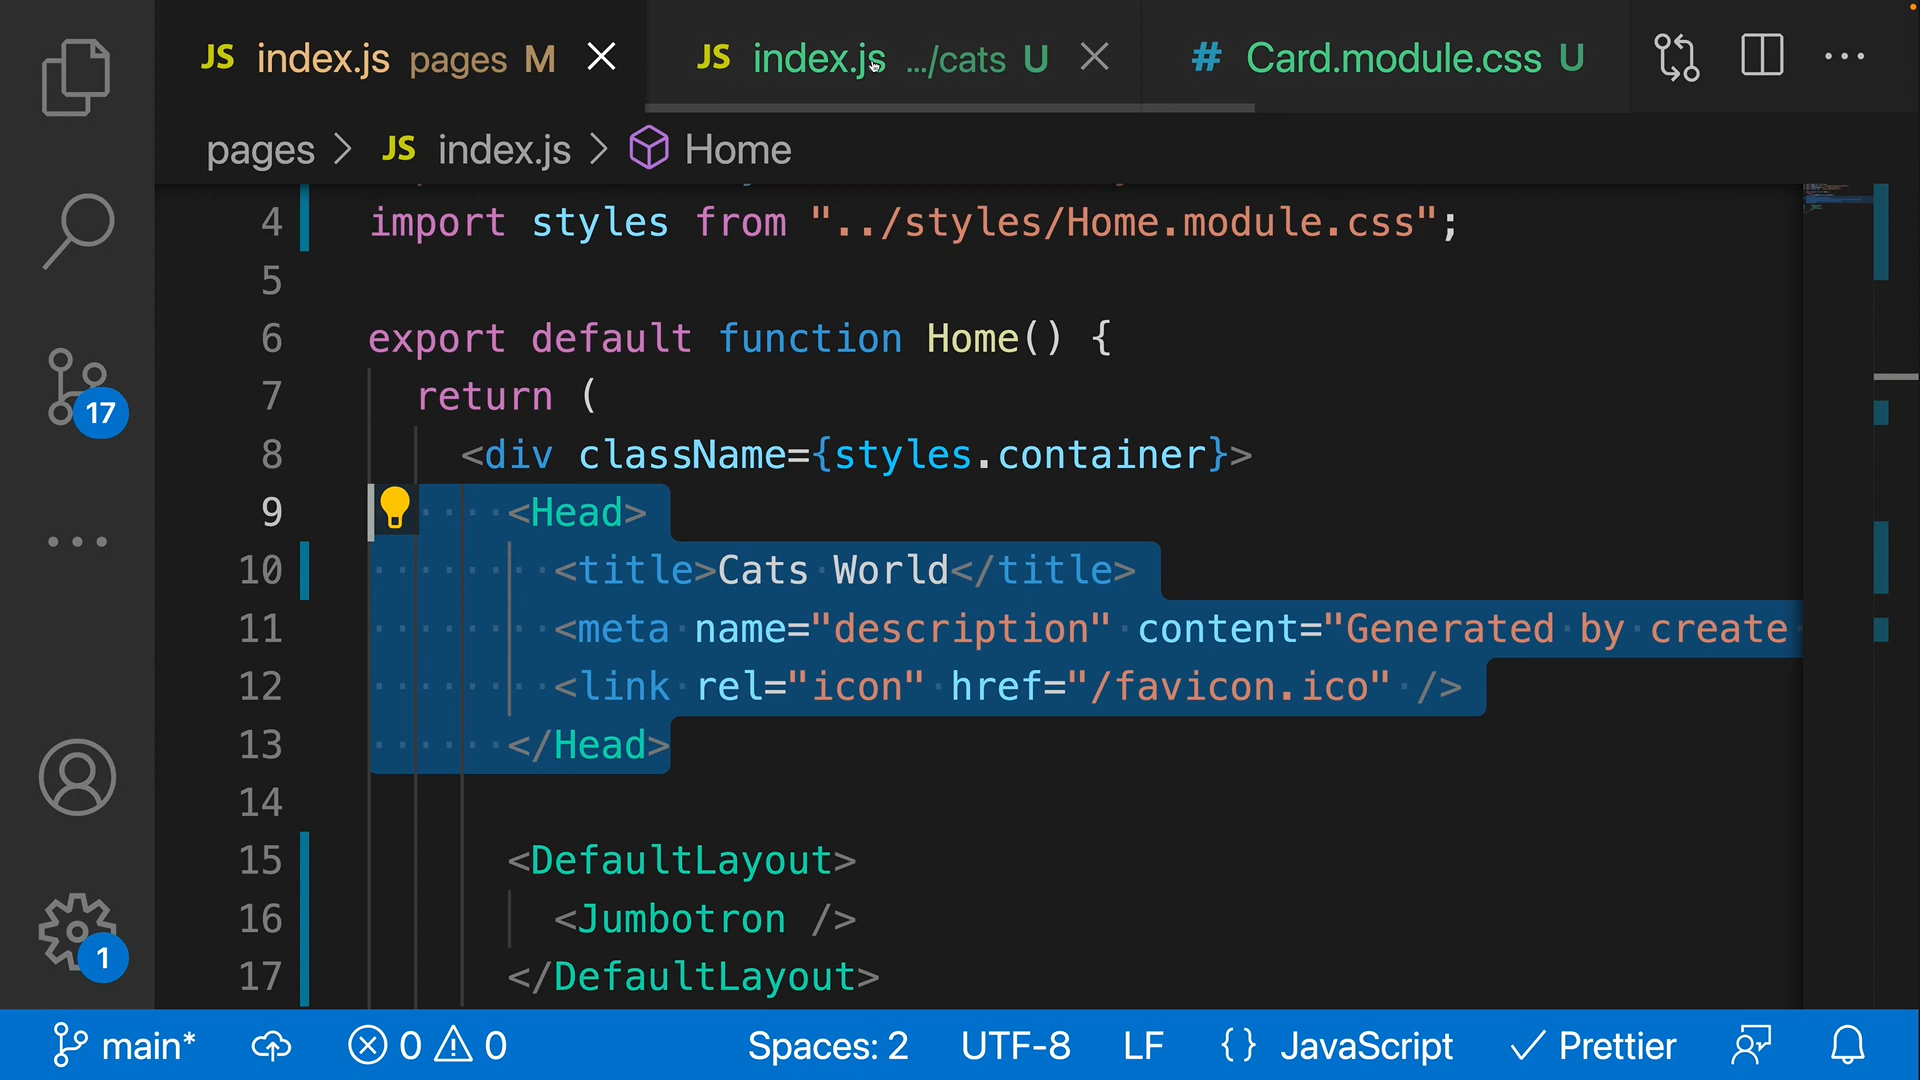 JS index.js pages M
JS index.js .../cats U
# Card.module.css U
pages > JS index.js > Home
4 import styles from "../styles/Home.module.css";
5
6 export default function Home() {
7 return (
8 <div className={styles.container}>
9 <Head>
10 <title>Cats World</title>
11 <meta name="description" content="Generated by create
12 <link rel="icon" href="/favicon.ico" />
13 </Head>
14
15 <DefaultLayout>
16 <Jumbotron />
17 </DefaultLayout>
17
1
main* 0 0 Spaces: 2 UTF-8 LF {} JavaScript Prettier